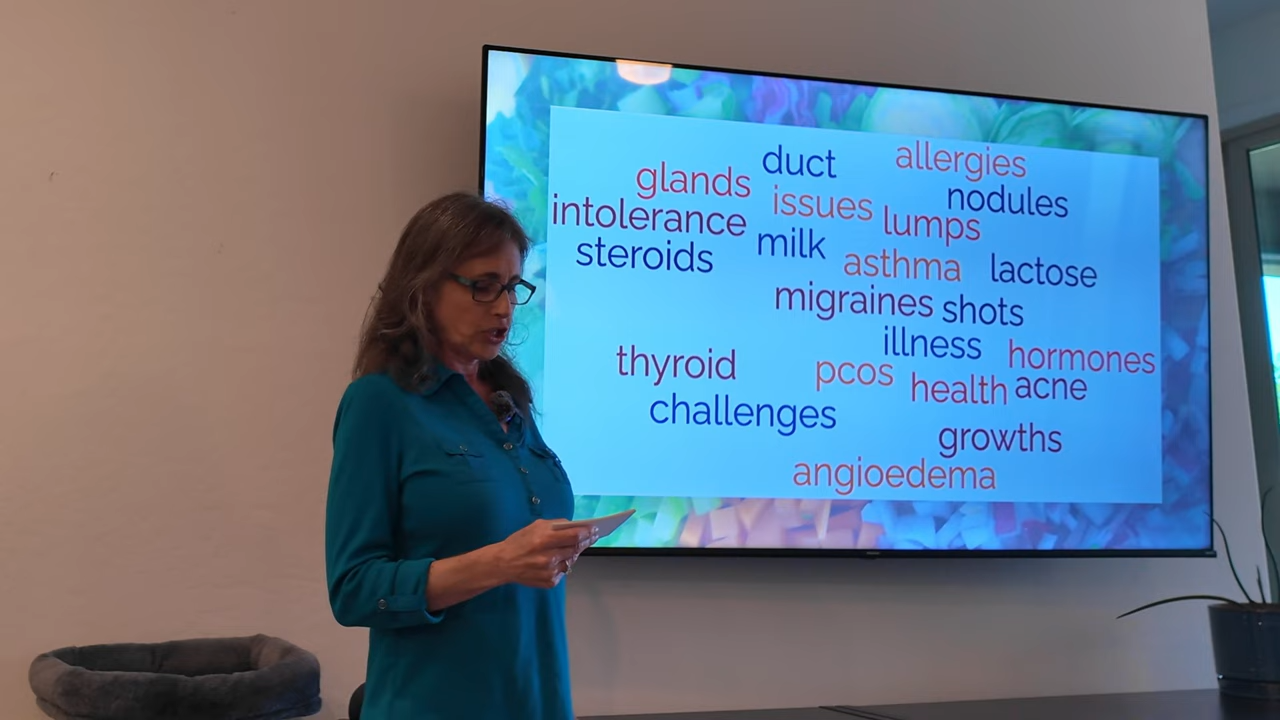 duct allergies
glands issues nodules
intolerance lumps
steroids milk asthma lactose
migraines shots
illness
thyroid pcos hormones
health acne
challenges
growths
angioedema